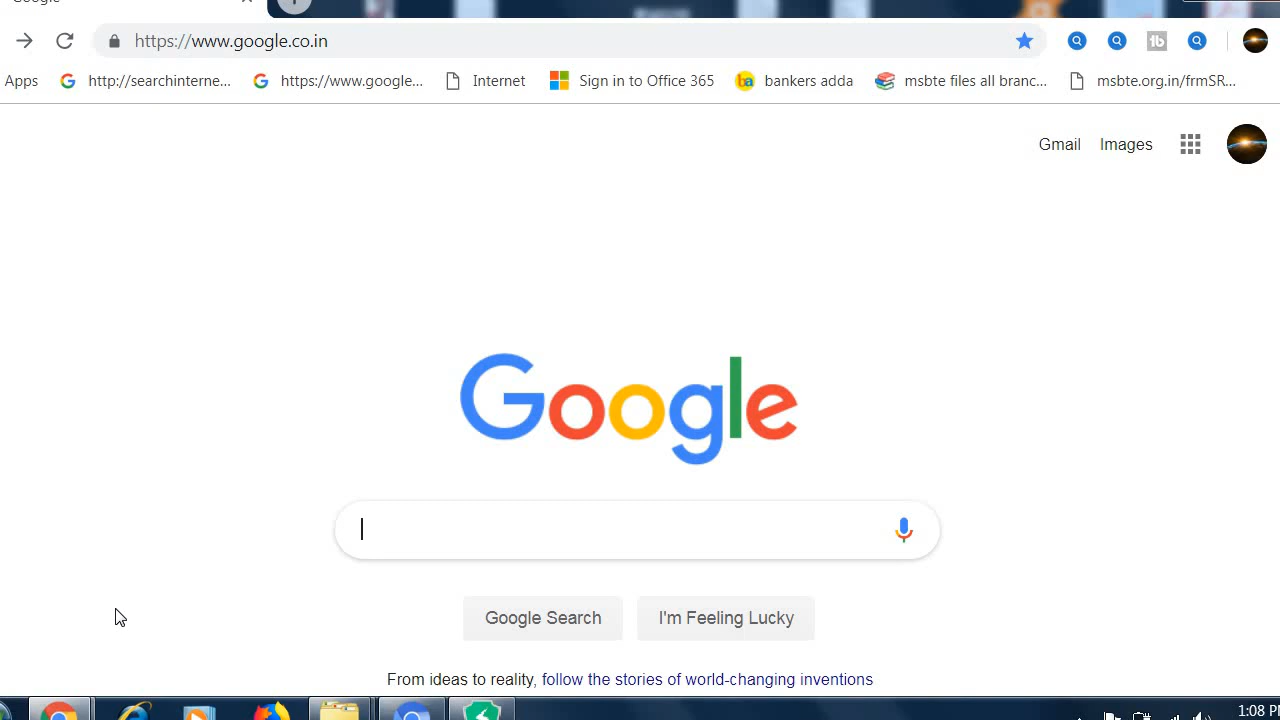 Google
https://www.google.co.in
Apps http://searchinterne... https://www.google... Internet Sign in to Office 365 ba bankers adda msbte files all branc... msbte.org.in/frmSR...
Gmail Images
Google
Google Search I'm Feeling Lucky
From ideas to reality, follow the stories of world-changing inventions
1:08